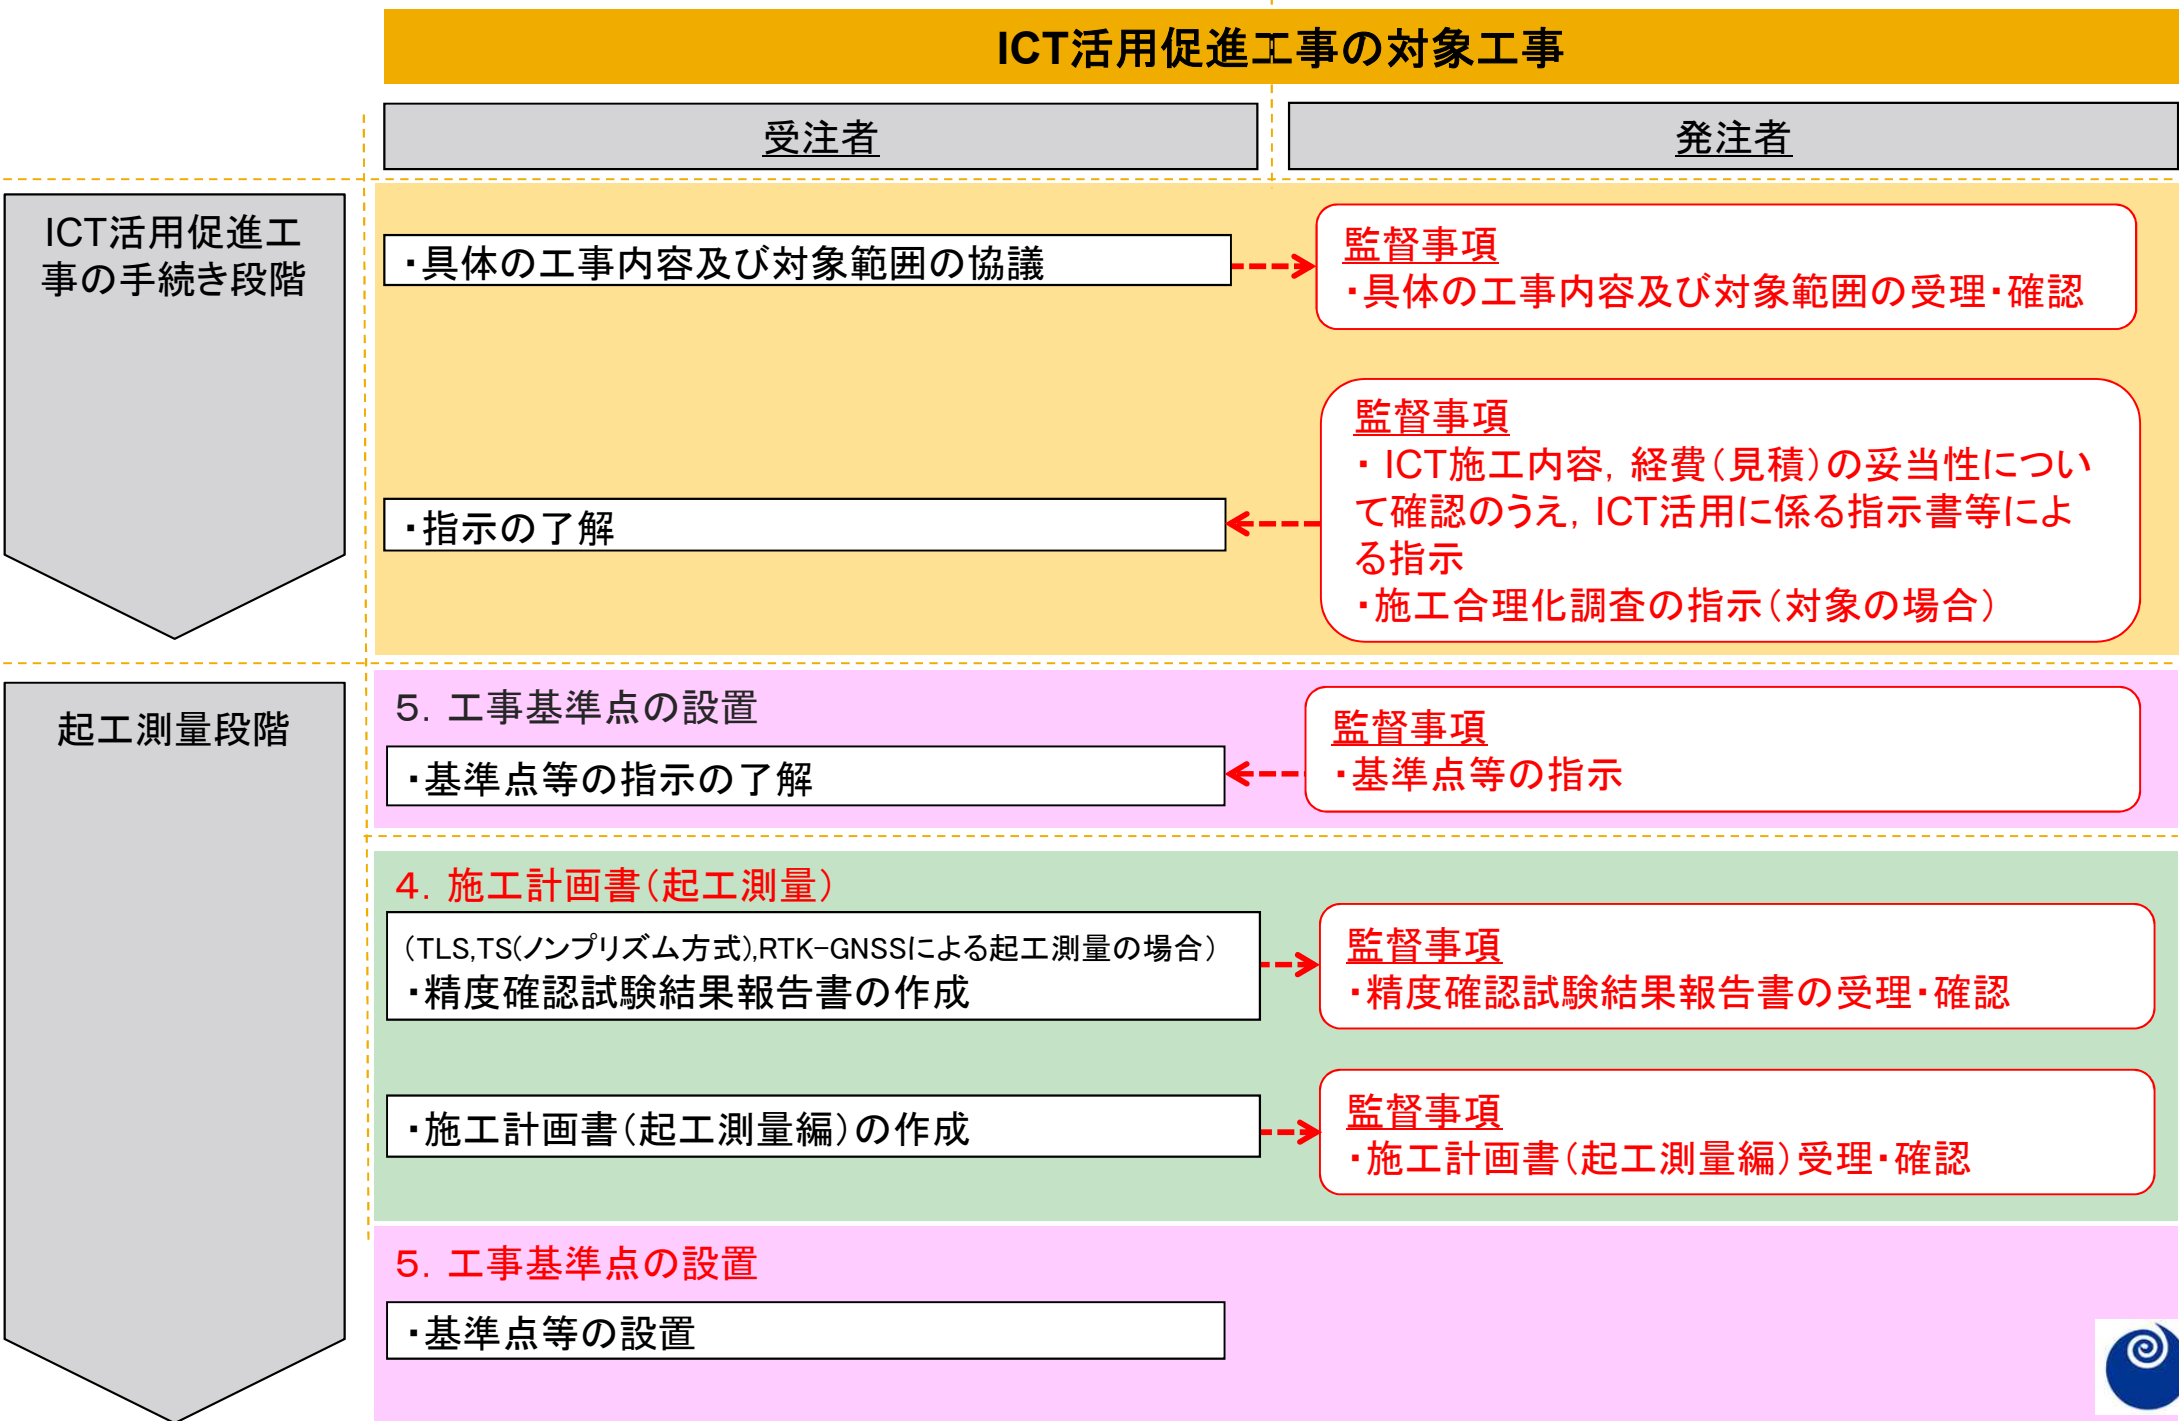 ICT活用促進工事の対象工事
受注者
発注者
ICT活用促進工
事の手続き段階
・具体の工事内容及び対象範囲の協議
監督事項
・具体の工事内容及び対象範囲の受理・確認
監督事項
・ICT施工内容，経費（見積）の妥当性につい
て確認のうえ，ICT活用に係る指示書等によ
る指示
・施工合理化調査の指示（対象の場合）
・指示の了解
起工測量段階
５．工事基準点の設置
・基準点等の指示の了解
監督事項
・基準点等の指示
４．施工計画書（起工測量）
（TLS,TS(ノンプリズム方式),RTK-GNSSによる起工測量の場合）
・精度確認試験結果報告書の作成
監督事項
・精度確認試験結果報告書の受理・確認
・施工計画書（起工測量編）の作成
監督事項
・施工計画書（起工測量編）受理・確認
５．工事基準点の設置
・基準点等の設置